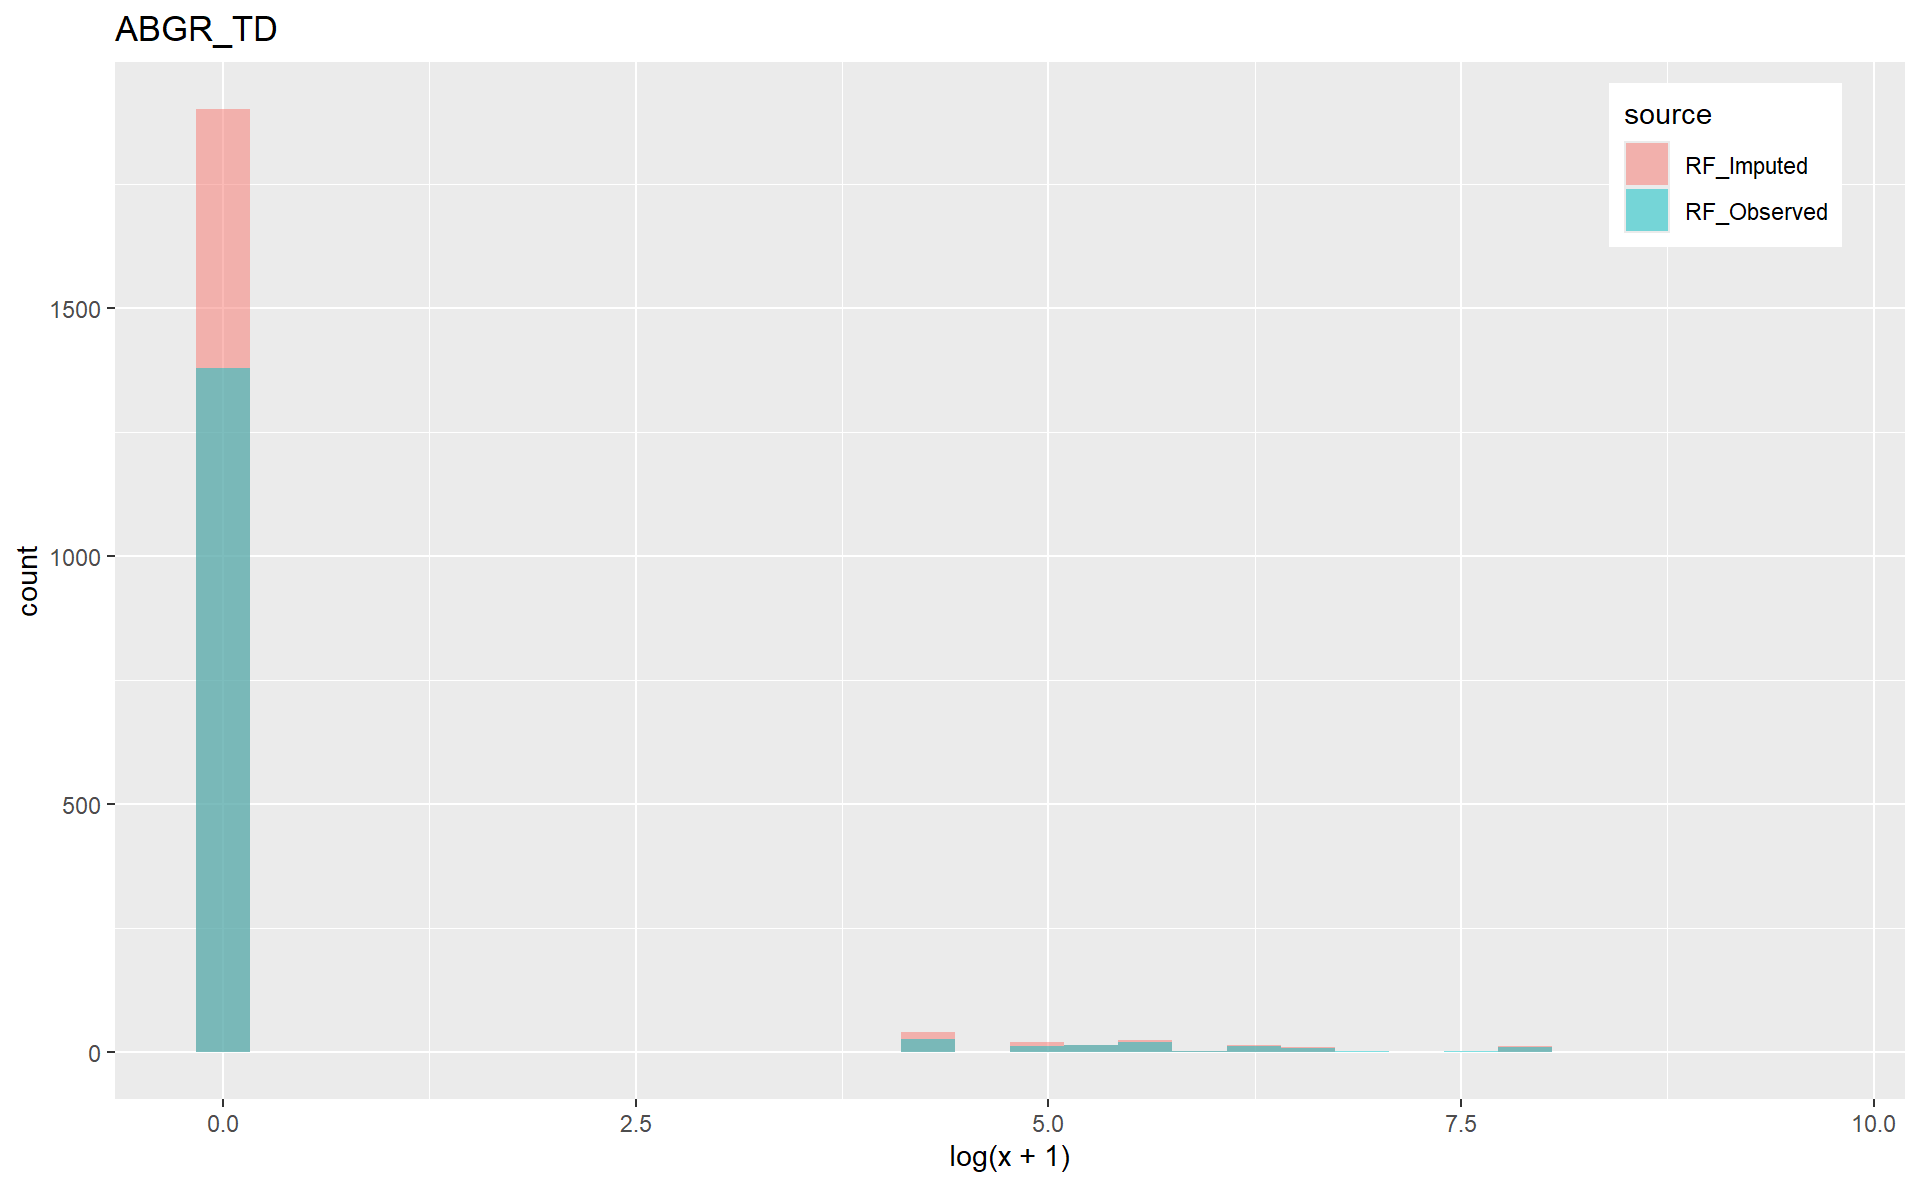 ABGR_TD
source
RF_Imputed
RF_Observed
1500
1000
500
0
count
0.0
2.5
5.0
7.5
10.0
log(x + 1)